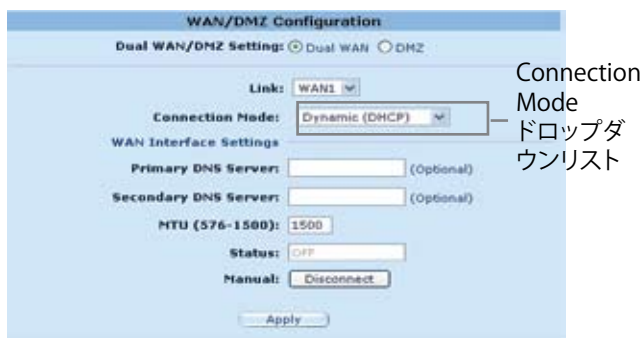 WAN/DMZ Configuration
Dual WAN/DMZ Setting: Dual WAN DMZ
Link: WAN1
Connection Mode: Dynamic (DHCP)
Connection
Mode
ドロップダ
ウンリスト
WAN Interface Settings
Primary DNS Server: (Optional)
Secondary DNS Server: (Optional)
MTU (576-1500): 1500
Status: OFF
Manual: Disconnect
Apply